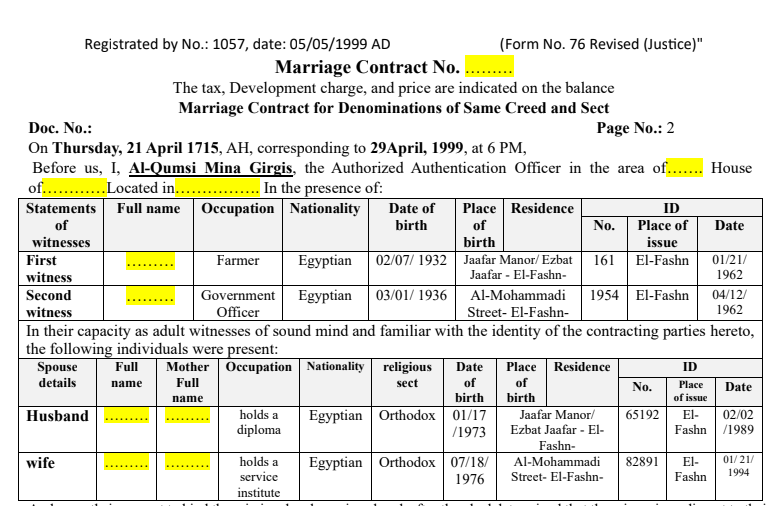 Registrated by No.: 1057, date: 05/05/1999 AD (Form No. 76 Revised (Justice)"
Marriage Contract No. ………
The tax, Development charge, and price are indicated on the balance
Marriage Contract for Denominations of Same Creed and Sect
Doc. No.: Page No.: 2
On Thursday, 21 April 1715, AH, corresponding to 29April, 1999, at 6 PM,
Before us, I, Al-Qumsi Mina Girgis, the Authorized Authentication Officer in the area of……. House
of…………Located in……………. In the presence of:
Statements of witnesses Full name Occupation Nationality Date of birth Place of birth Residence ID
No. Place of issue Date
First witness ……… Farmer Egyptian 02/07/ 1932 Jaafar Manor/ Ezbat Jaafar - El-Fashn- 161 El-Fashn 01/21/ 1962
Second witness ……… Government Officer Egyptian 03/01/ 1936 Al-Mohammadi Street- El-Fashn- 1954 El-Fashn 04/12/ 1962
In their capacity as adult witnesses of sound mind and familiar with the identity of the contracting parties hereto,
the following individuals were present:
Spouse details Full name Mother Full name Occupation Nationality religious sect Date of birth Place of birth Residence ID
No. Place of issue Date
Husband ……… ……… holds a diploma Egyptian Orthodox 01/17 /1973 Jaafar Manor/ Ezbat Jaafar - El-Fashn- 65192 El-Fashn 02/02 /1989
wife ……… ……… holds a service institute Egyptian Orthodox 07/18/ 1976 Al-Mohammadi Street- El-Fashn- 82891 El-Fashn 01/ 21/ 1994